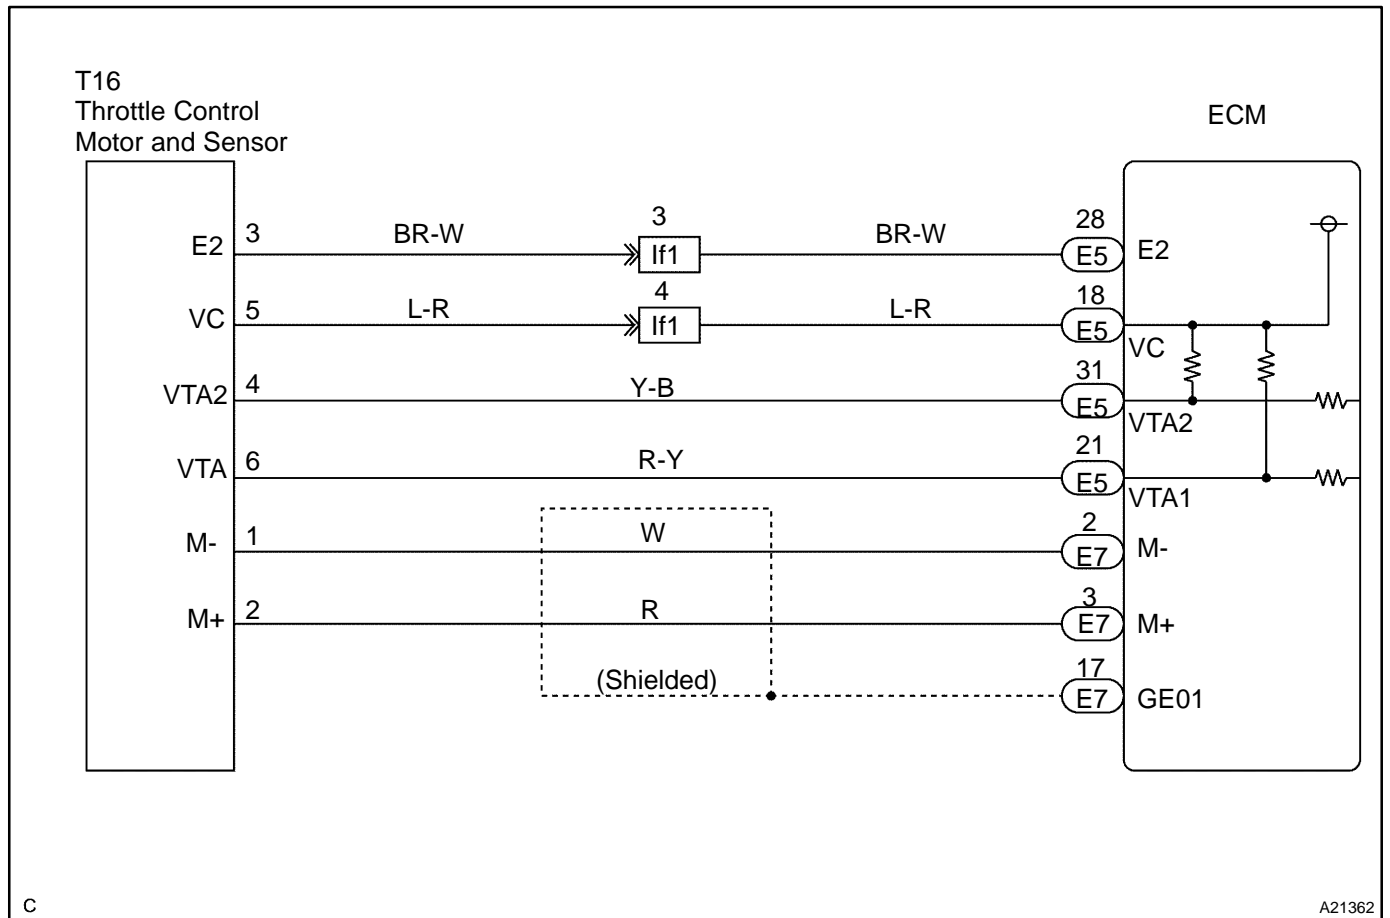 T16
Throttle Control
Motor and Sensor
ECM
E2 3 BR-W 3 If1 BR-W 28 E5 E2
VC 5 L-R 4 If1 L-R 18 E5 VC
VTA2 4 Y-B 31 E5 VTA2
VTA 6 R-Y 21 E5 VTA1
M- 1 W 2 E7 M-
M+ 2 R 3 E7 M+
(Shielded) 17 E7 GE01
C A21362